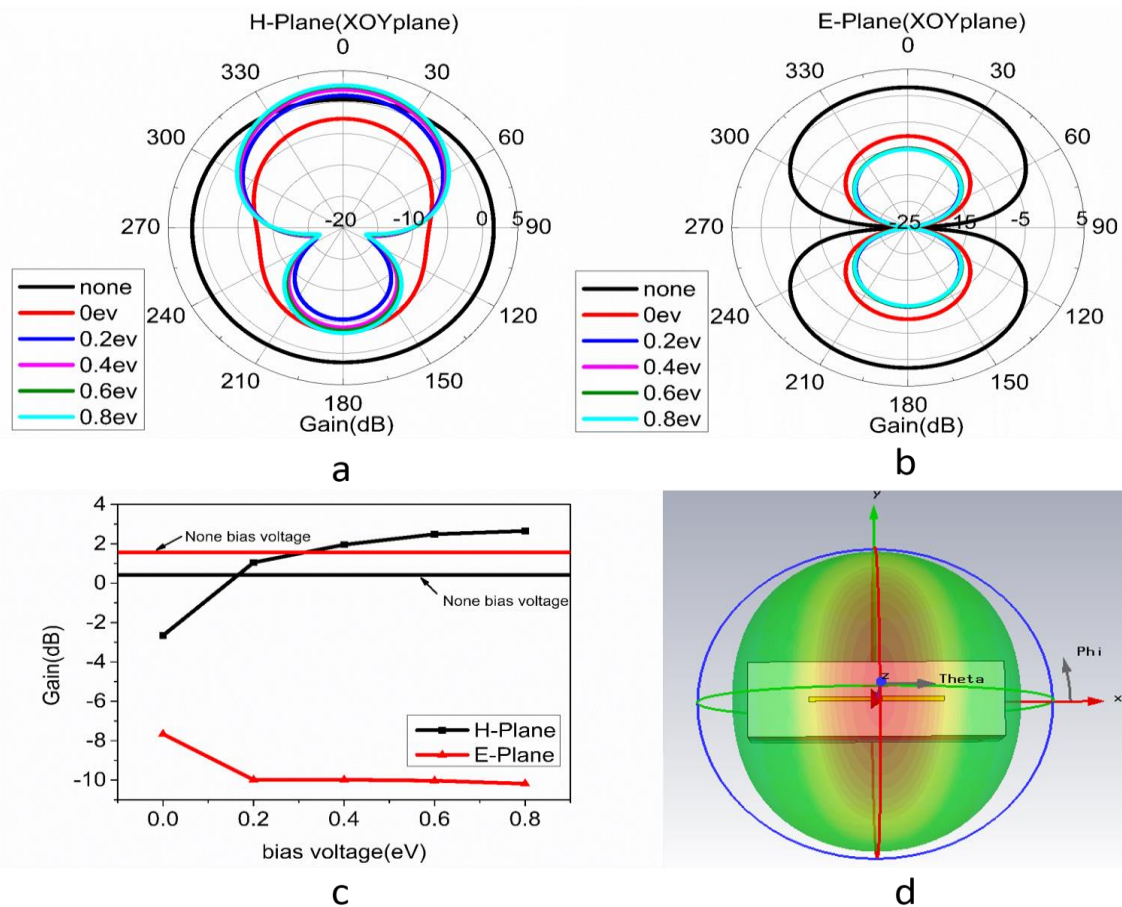 H-Plane(XOYplane)
0
330 30
300 60
270 -20 -10 0 5 90
240 120
210 150
180
Gain(dB)
none
0ev
0.2ev
0.4ev
0.6ev
0.8ev
a
E-Plane(XOYplane)
0
330 30
300 60
270 -25 -15 -5 5 90
240 120
210 150
180
Gain(dB)
none
0ev
0.2ev
0.4ev
0.6ev
0.8ev
b
4
2
0
-2
-4
-6
-8
-10
Gain(dB)
None bias voltage
None bias voltage
H-Plane
E-Plane
0.0 0.2 0.4 0.6 0.8
bias voltage(eV)
c
y
Phi
z
Theta
x
d